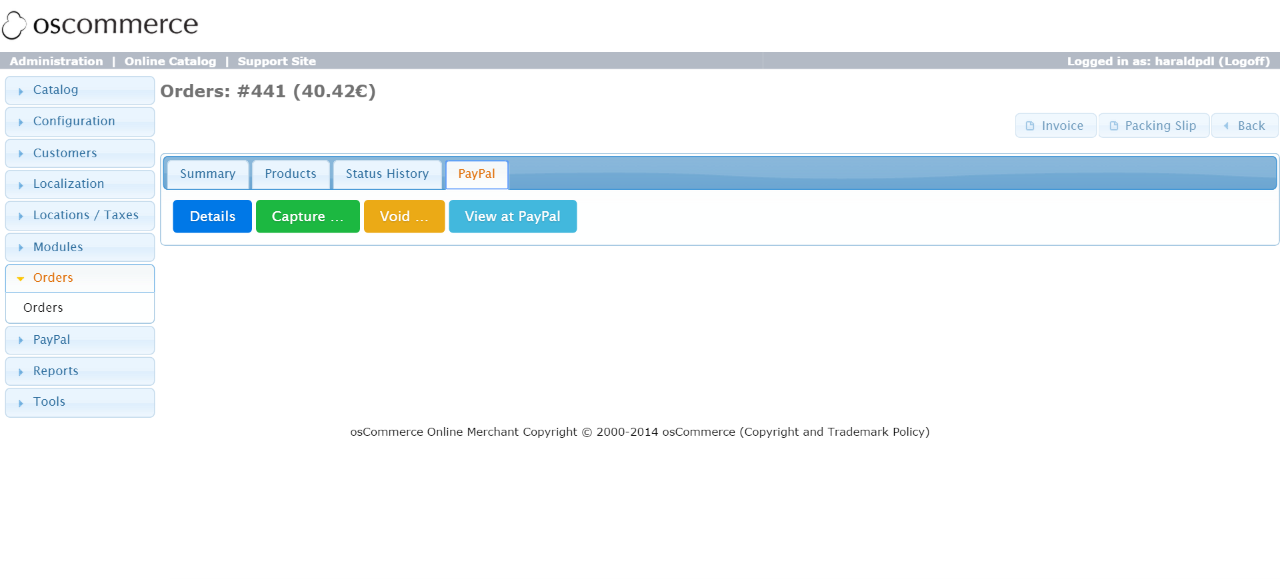 oscommerce
Administration | Online Catalog | Support Site
Logged in as: haraldpdl (Logoff)
Catalog
Configuration
Customers
Localization
Locations / Taxes
Modules
Orders
Orders
PayPal
Reports
Tools
Orders: #441 (40.42€)
Invoice
Packing Slip
Back
Summary
Products
Status History
PayPal
Details
Capture ...
Void ...
View at PayPal
osCommerce Online Merchant Copyright © 2000-2014 osCommerce (Copyright and Trademark Policy)